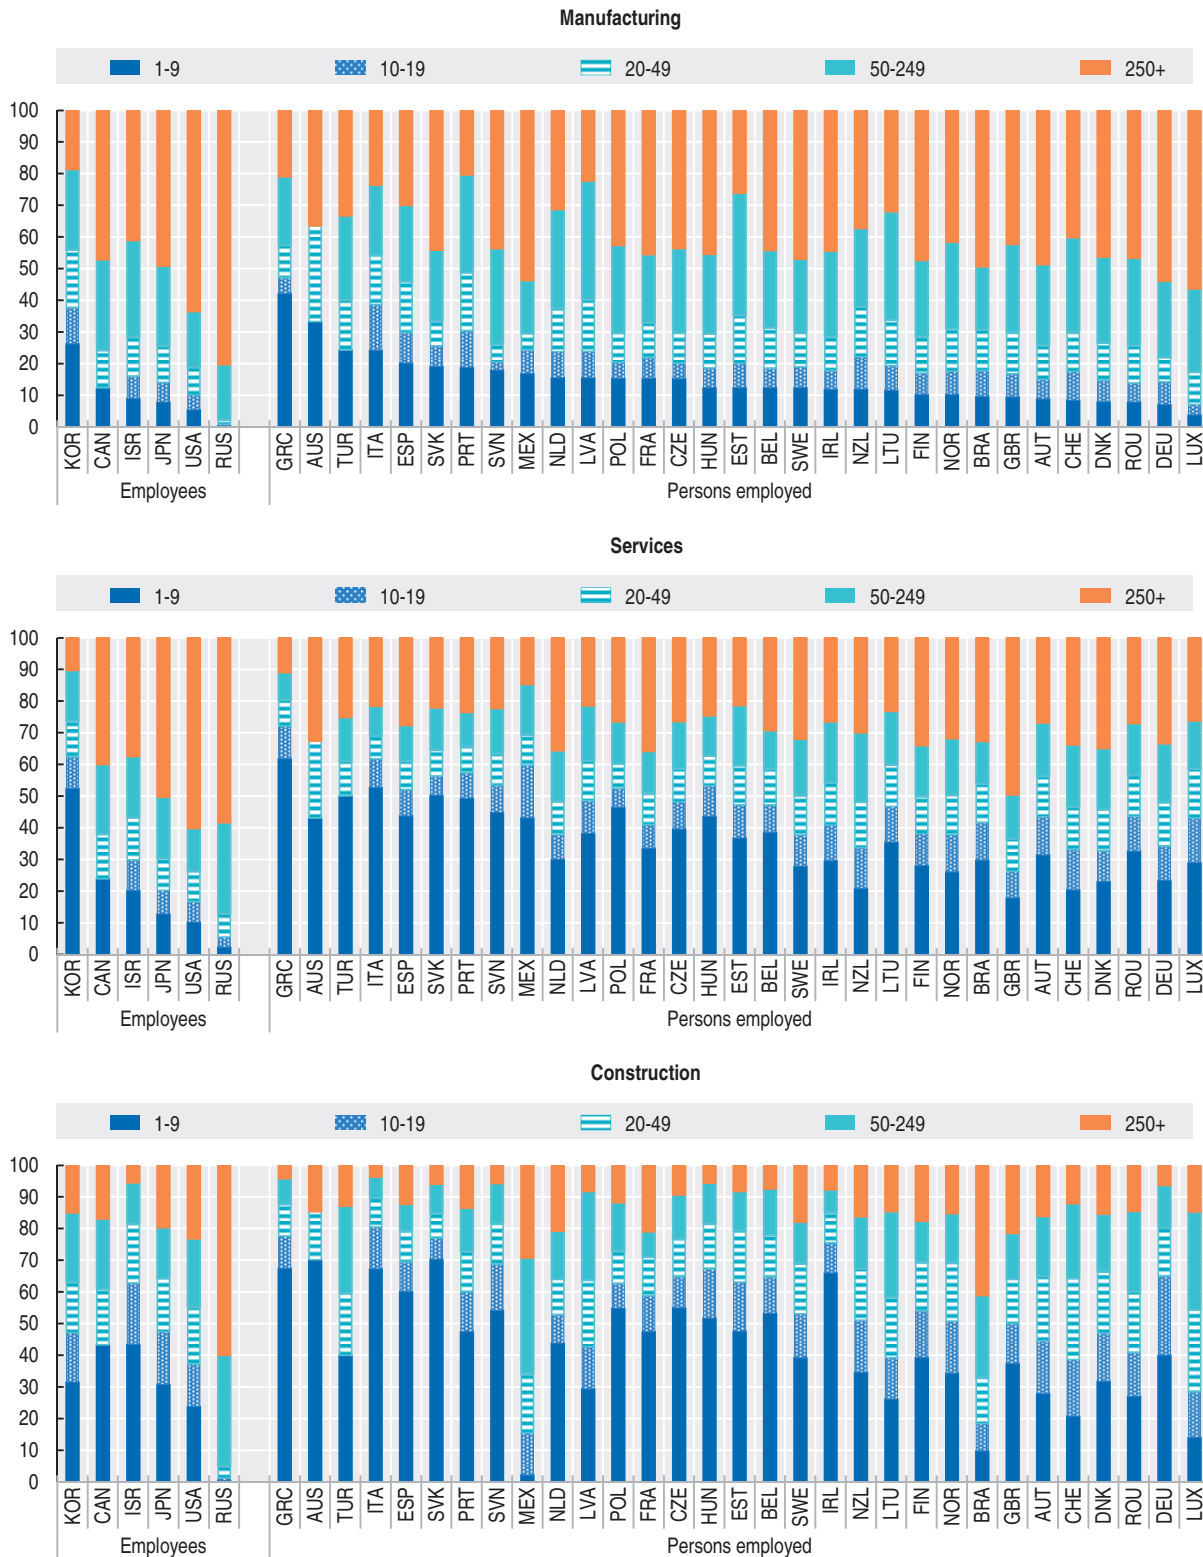 Manufacturing
1-9 10-19 20-49 50-249 250+
100
90
80
70
60
50
40
30
20
10
0
KOR CAN ISR JPN USA RUS GRC AUS TUR ITA ESP SVK PRT SVN MEX NLD LVA POL FRA CZE HUN EST BEL SWE IRL NZL LTU FIN NOR BRA GBR AUT CHE DNK ROU DEU LUX
Employees Persons employed
Services
1-9 10-19 20-49 50-249 250+
100
90
80
70
60
50
40
30
20
10
0
KOR CAN ISR JPN USA RUS GRC AUS TUR ITA ESP SVK PRT SVN MEX NLD LVA POL FRA CZE HUN EST BEL SWE IRL NZL LTU FIN NOR BRA GBR AUT CHE DNK ROU DEU LUX
Employees Persons employed
Construction
1-9 10-19 20-49 50-249 250+
100
90
80
70
60
50
40
30
20
10
0
KOR CAN ISR JPN USA RUS GRC AUS TUR ITA ESP SVK PRT SVN MEX NLD LVA POL FRA CZE HUN EST BEL SWE IRL NZL LTU FIN NOR BRA GBR AUT CHE DNK ROU DEU LUX
Employees Persons employed